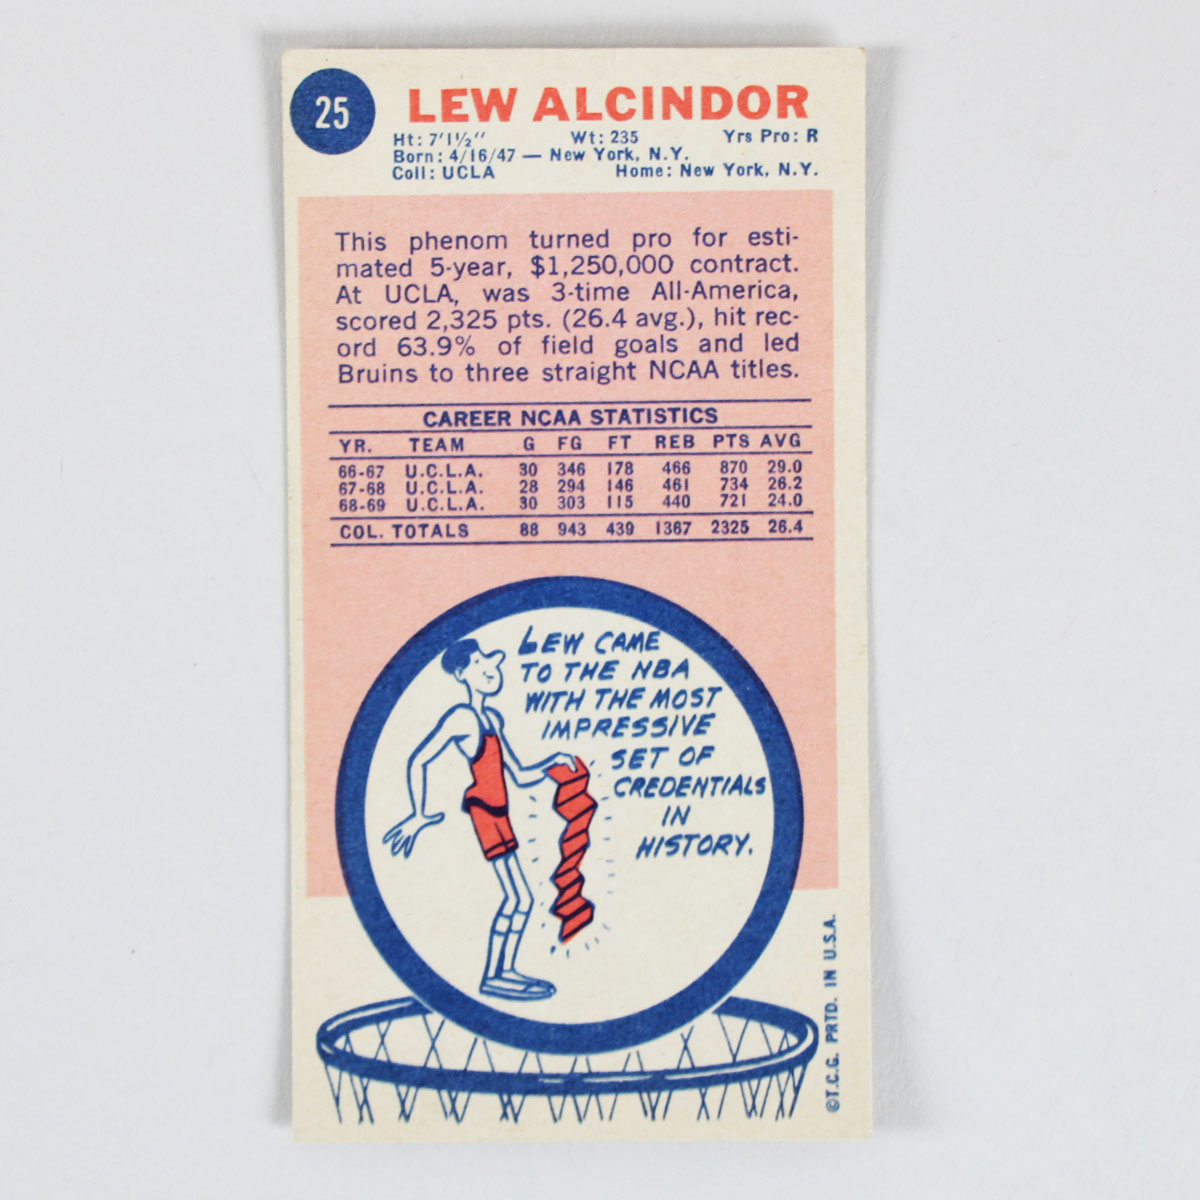 25
LEW ALCINDOR
Ht: 7'1½" Wt: 235 Yrs Pro: R
Born: 4/16/47 — New York, N.Y.
Coll: UCLA Home: New York, N.Y.
This phenom turned pro for esti-
mated 5-year, $1,250,000 contract.
At UCLA, was 3-time All-America,
scored 2,325 pts. (26.4 avg.), hit rec-
ord 63.9% of field goals and led
Bruins to three straight NCAA titles.
CAREER NCAA STATISTICS
YR. TEAM G FG FT REB PTS AVG
66-67 U.C.L.A. 30 346 178 466 870 29.0
67-68 U.C.L.A. 28 294 146 461 734 26.2
68-69 U.C.L.A. 30 303 115 440 721 24.0
COL. TOTALS 88 943 439 1367 2325 26.4
LEW CAME
TO THE NBA
WITH THE MOST
IMPRESSIVE
SET OF
CREDENTIALS
IN
HISTORY.
©T.C.G. PRTD. IN U.S.A.